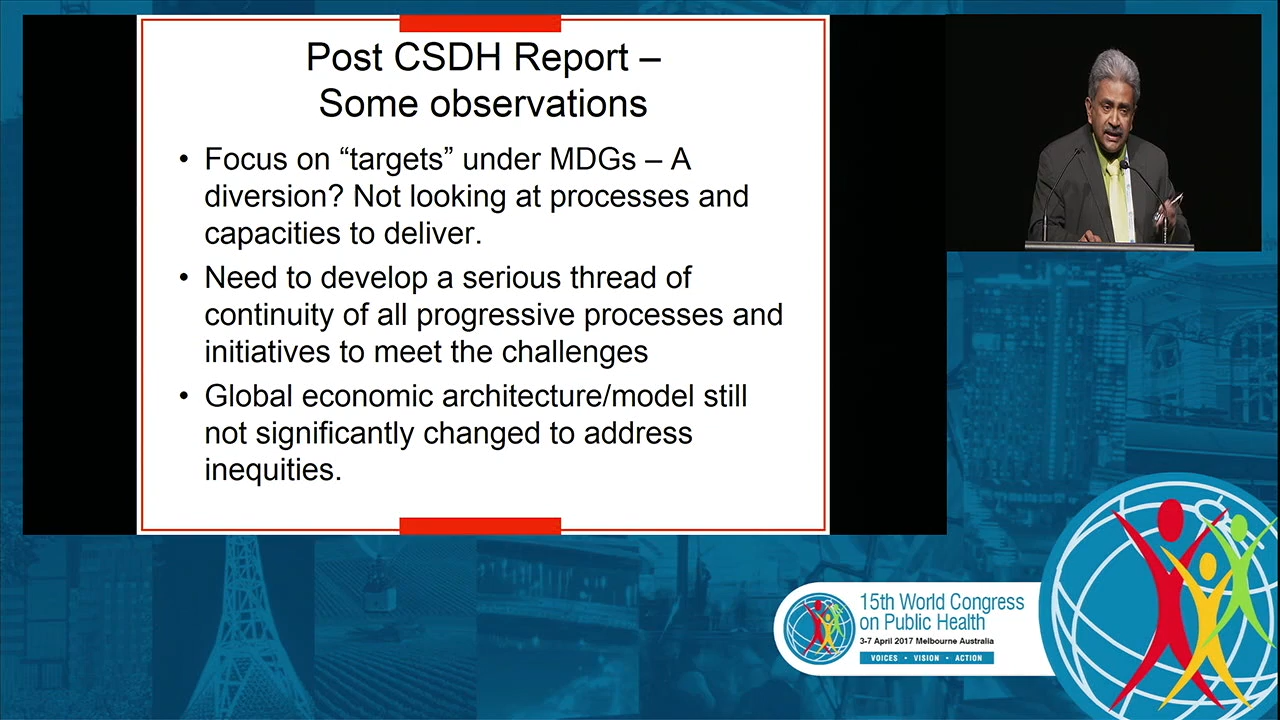 Post CSDH Report –
Some observations
• Focus on “targets” under MDGs – A
diversion? Not looking at processes and
capacities to deliver.
• Need to develop a serious thread of
continuity of all progressive processes and
initiatives to meet the challenges
• Global economic architecture/model still
not significantly changed to address
inequities.
15th World Congress
on Public Health
3-7 April 2017 Melbourne Australia
VOICES • VISION • ACTION